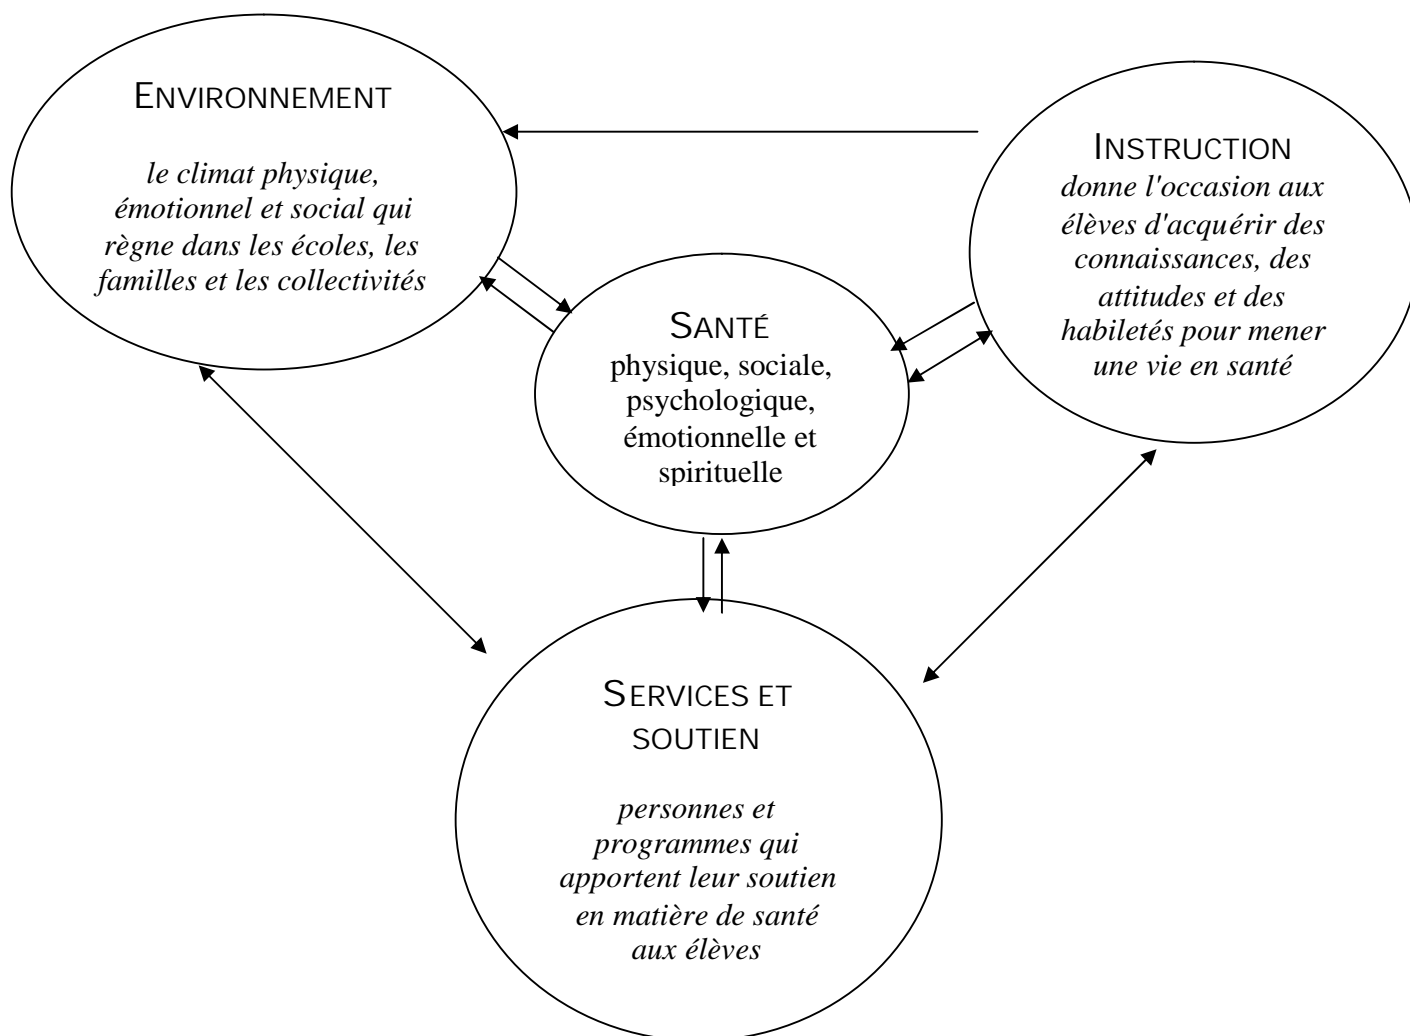 ENVIRONNEMENT
le climat physique,
émotionnel et social qui
règne dans les écoles, les
familles et les collectivités
INSTRUCTION
donne l'occasion aux
élèves d'acquérir des
connaissances, des
attitudes et des
habiletés pour mener
une vie en santé
SANTÉ
physique, sociale,
psychologique,
émotionnelle et
spirituelle
SERVICES ET
SOUTIEN
personnes et
programmes qui
apportent leur soutien
en matière de santé
aux élèves